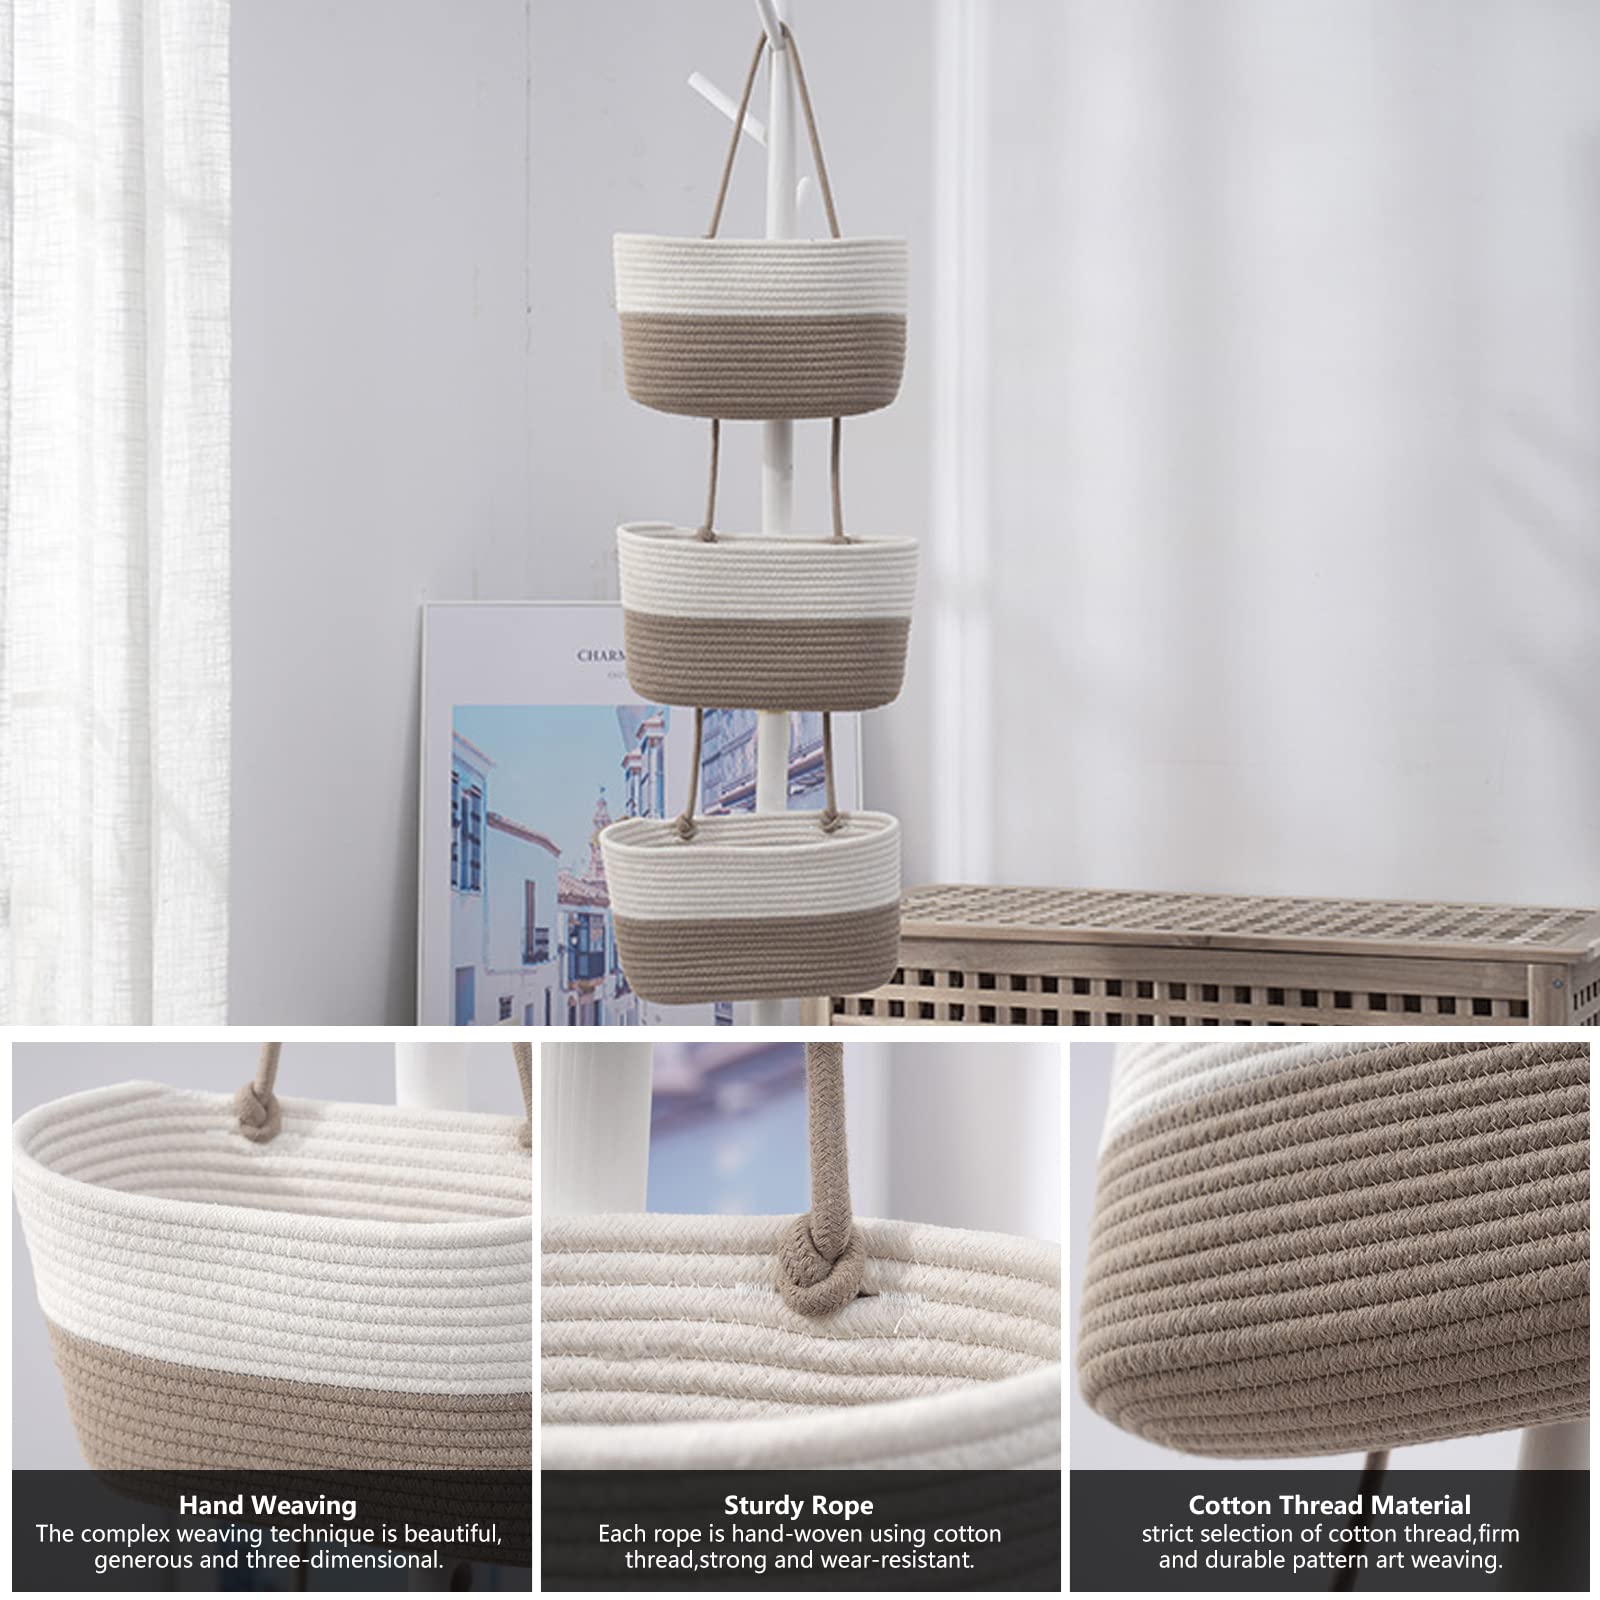 CHARM
Hand Weaving
The complex weaving technique is beautiful,
generous and three-dimensional.
Sturdy Rope
Each rope is hand-woven using cotton
thread,strong and wear-resistant.
Cotton Thread Material
strict selection of cotton thread,firm
and durable pattern art weaving.